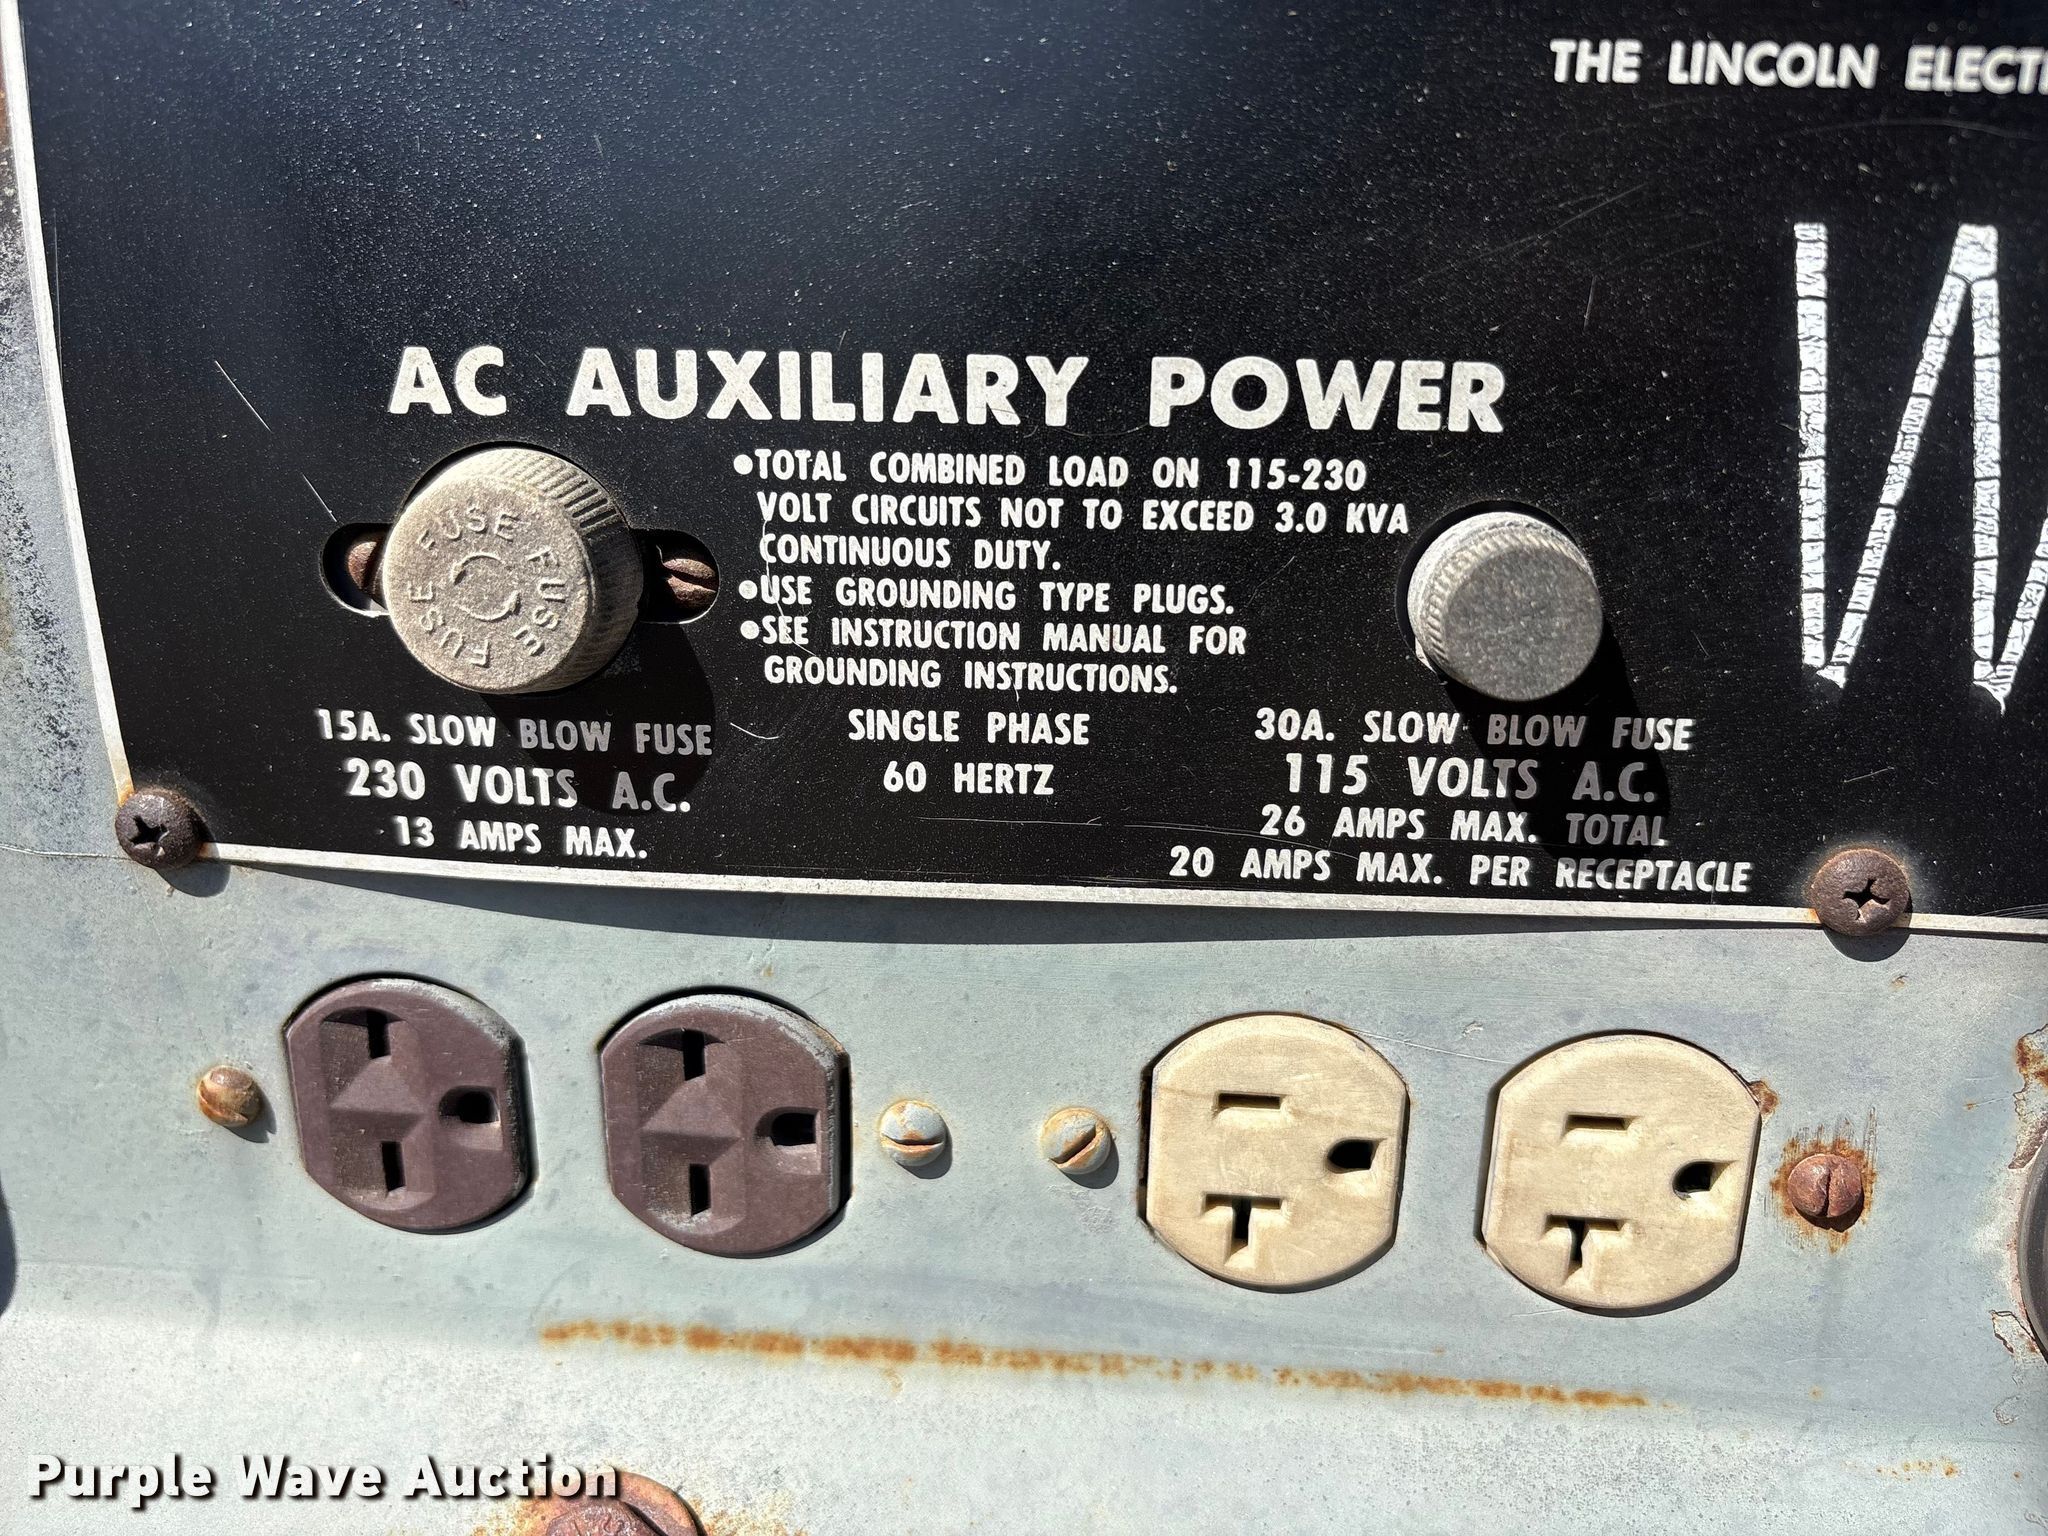 THE LINCOLN
AC AUXILIARY POWER
•TOTAL COMBINED LOAD ON 115-230
VOLT CIRCUITS NOT TO EXCEED 3.0 KVA
CONTINUOUS DUTY.
•USE GROUNDING TYPE PLUGS.
•SEE INSTRUCTION MANUAL FOR
GROUNDING INSTRUCTIONS.
FUSE FUSE FUSE FUSE
15A. SLOW BLOW FUSE
230 VOLTS A.C.
13 AMPS MAX.
SINGLE PHASE
60 HERTZ
30A. SLOW BLOW FUSE
115 VOLTS A.C.
26 AMPS MAX. TOTAL
20 AMPS MAX. PER RECEPTACLE
Purple Wave Auction